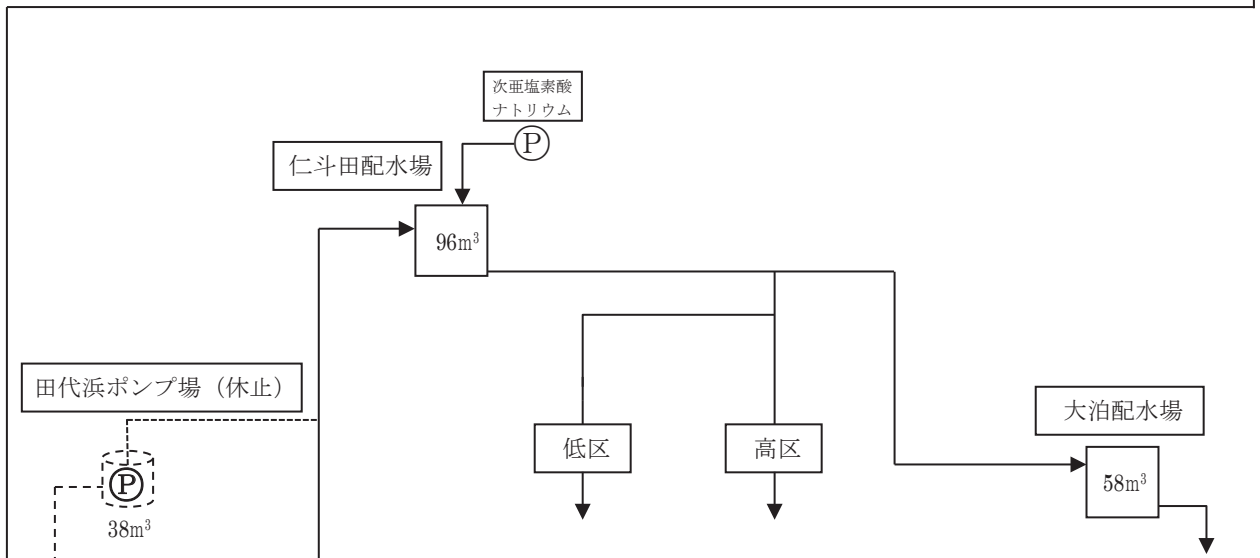 次亜塩素酸
ナトリウム
P
仁斗田配水場
96m³
田代浜ポンプ場（休止）
大泊配水場
低区
高区
P
58m³
38m³